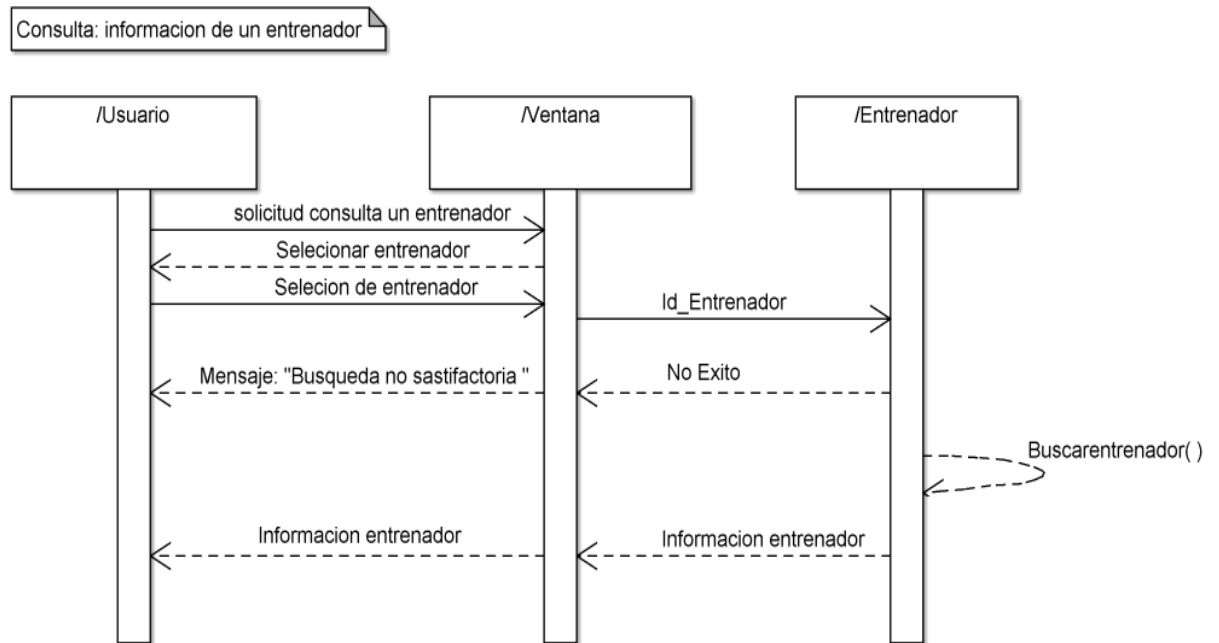 Consulta: informacion de un entrenador
/Usuario
/Ventana
/Entrenador
solicitud consulta un entrenador
Selecionar entrenador
Selecion de entrenador
Id_Entrenador
Mensaje: "Busqueda no sastifactoria "
No Exito
Buscarentrenador( )
Informacion entrenador
Informacion entrenador